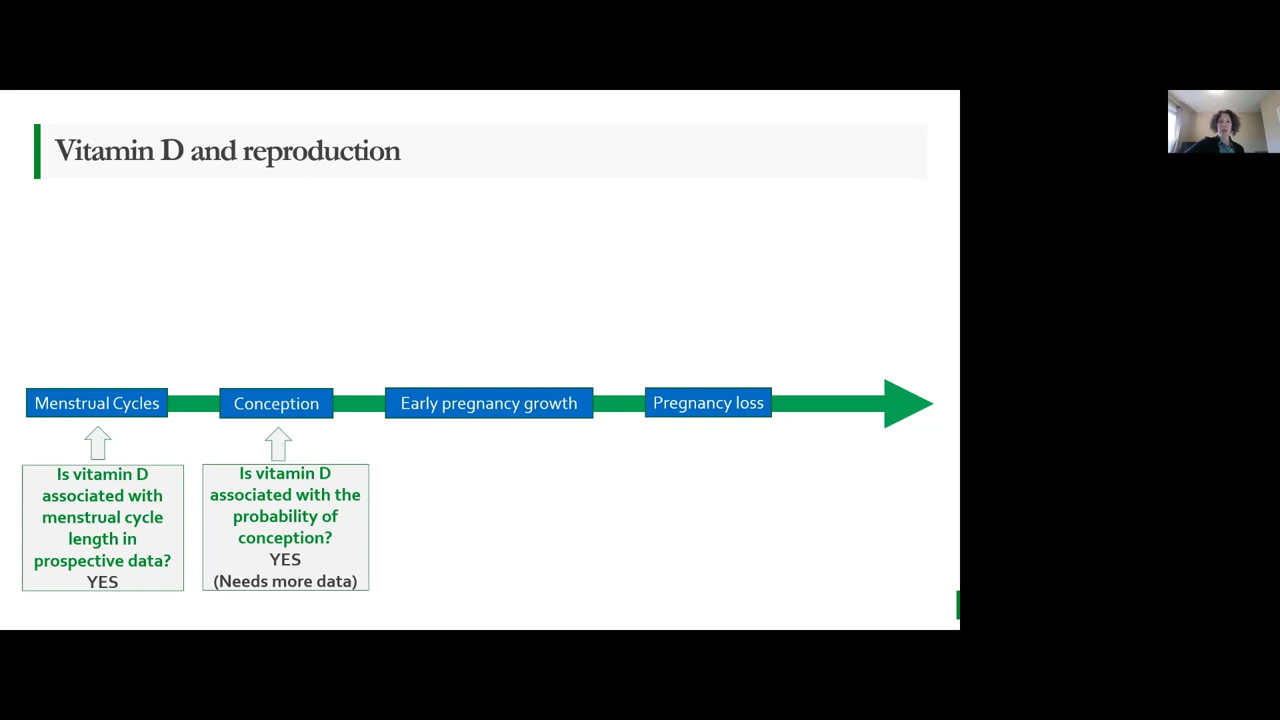 Vitamin D and reproduction
Menstrual Cycles
Conception
Early pregnancy growth
Pregnancy loss
Is vitamin D
associated with
menstrual cycle
length in
prospective data?
YES
Is vitamin D
associated with the
probability of
conception?
YES
(Needs more data)